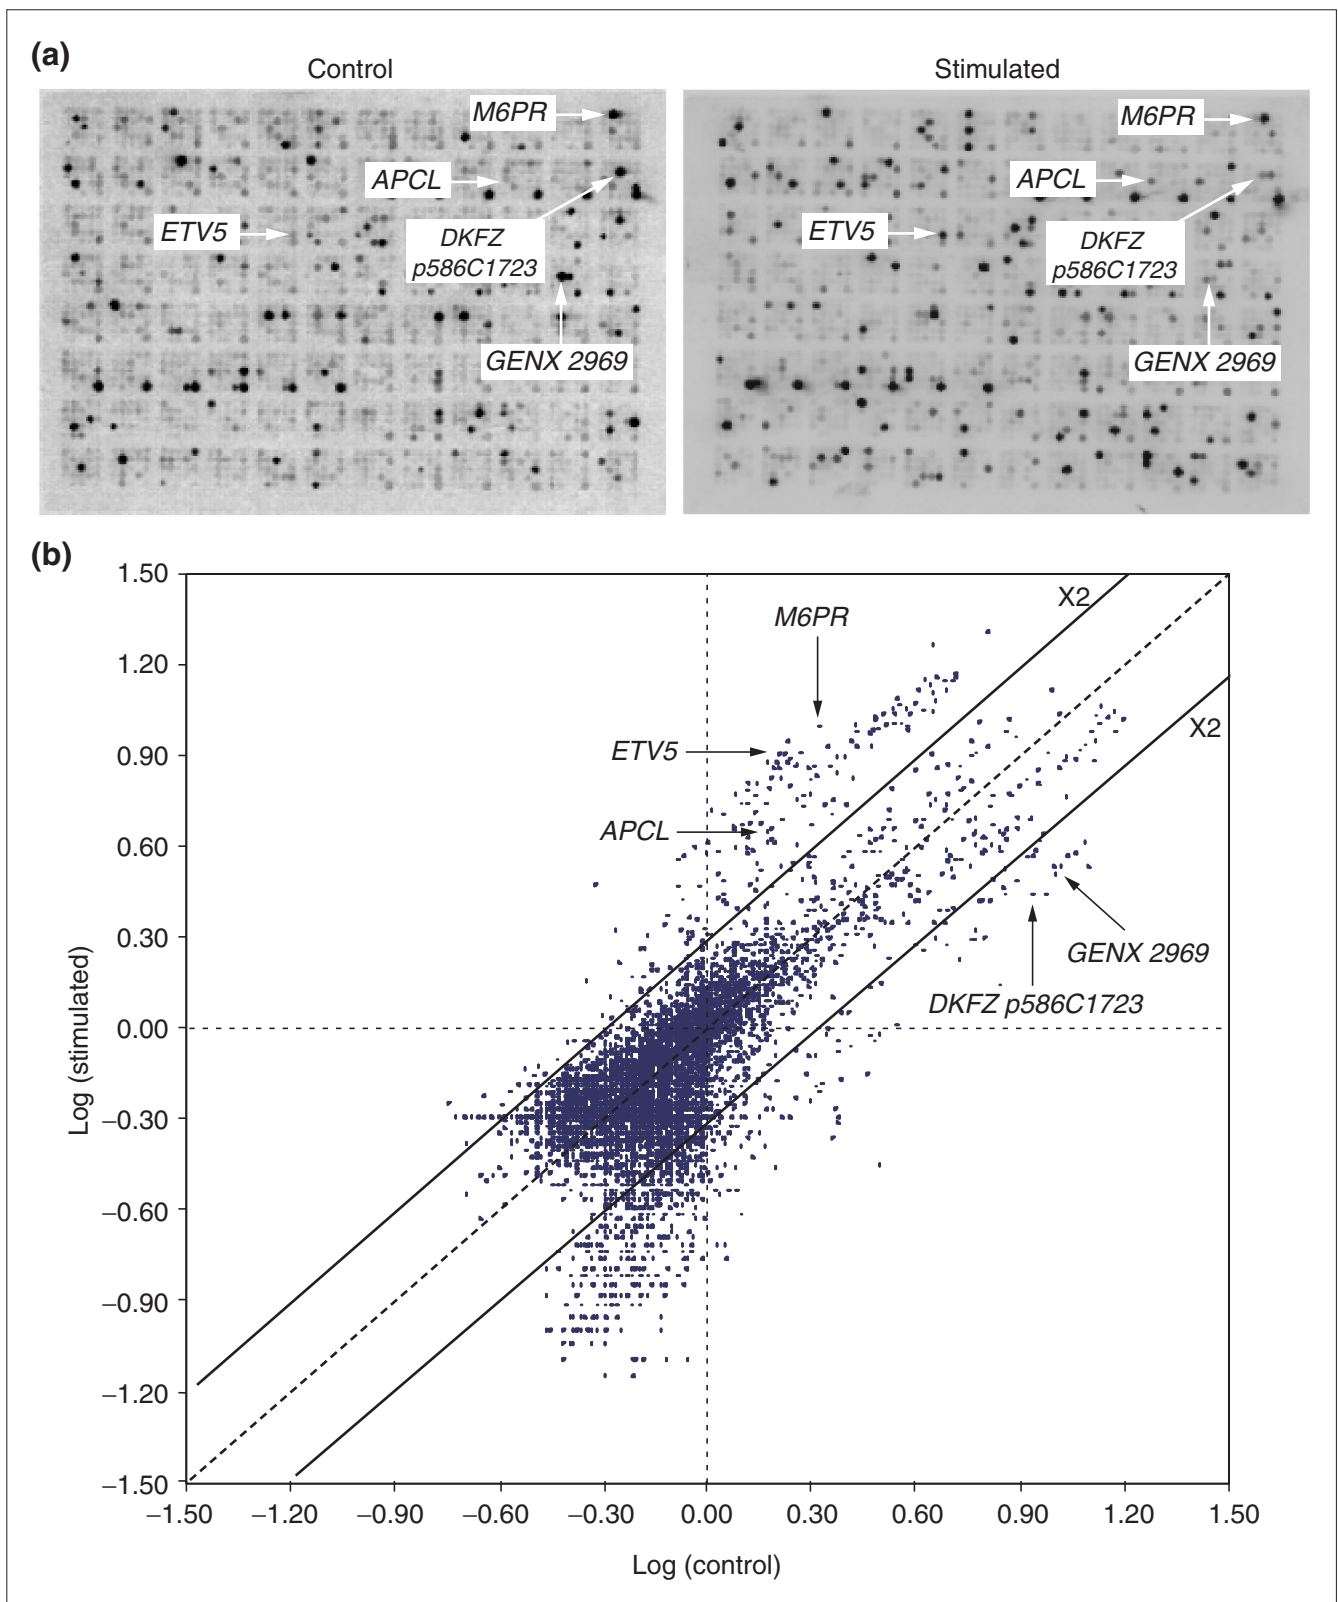 (a)
Control
Stimulated
M6PR
APCL
ETV5
DKFZ
p586C1723
GENX 2969
M6PR
APCL
ETV5
DKFZ
p586C1723
GENX 2969
(b)
1.50
1.20
0.90
0.60
0.30
0.00
−0.30
−0.60
−0.90
−1.20
−1.50
Log (stimulated)
X2
X2
M6PR
ETV5
APCL
GENX 2969
DKFZ p586C1723
−1.50 −1.20 −0.90 −0.60 −0.30 0.00 0.30 0.60 0.90 1.20 1.50
Log (control)